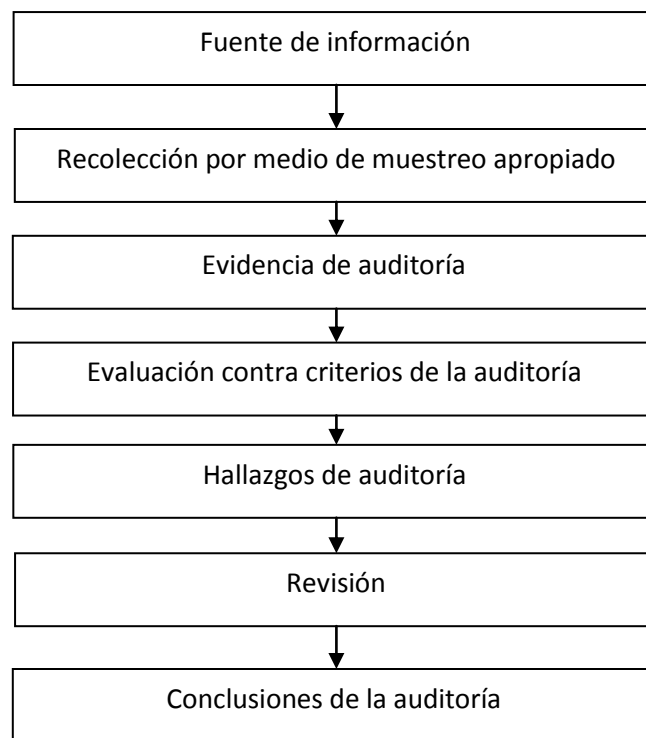 Fuente de información
Recolección por medio de muestreo apropiado
Evidencia de auditoría
Evaluación contra criterios de la auditoría
Hallazgos de auditoría
Revisión
Conclusiones de la auditoría